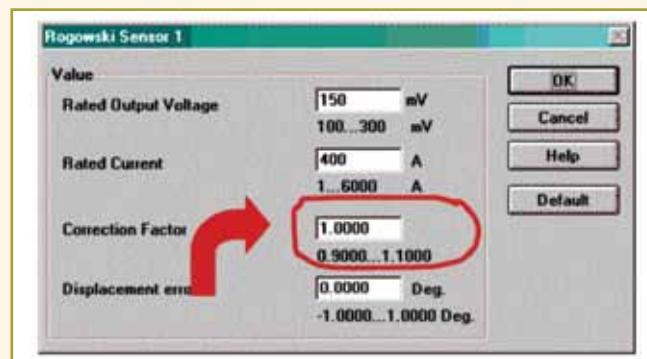 Rogowski Sensor 1
Value
Rated Output Voltage 150 mV
100...300 mV
Rated Current 400 A
1...6000 A
Correction Factor 1.0000
0.9000...1.1000
Displacement 0.0000 Deg.
-1.0000...1.0000 Deg.
OK
Cancel
Help
Default